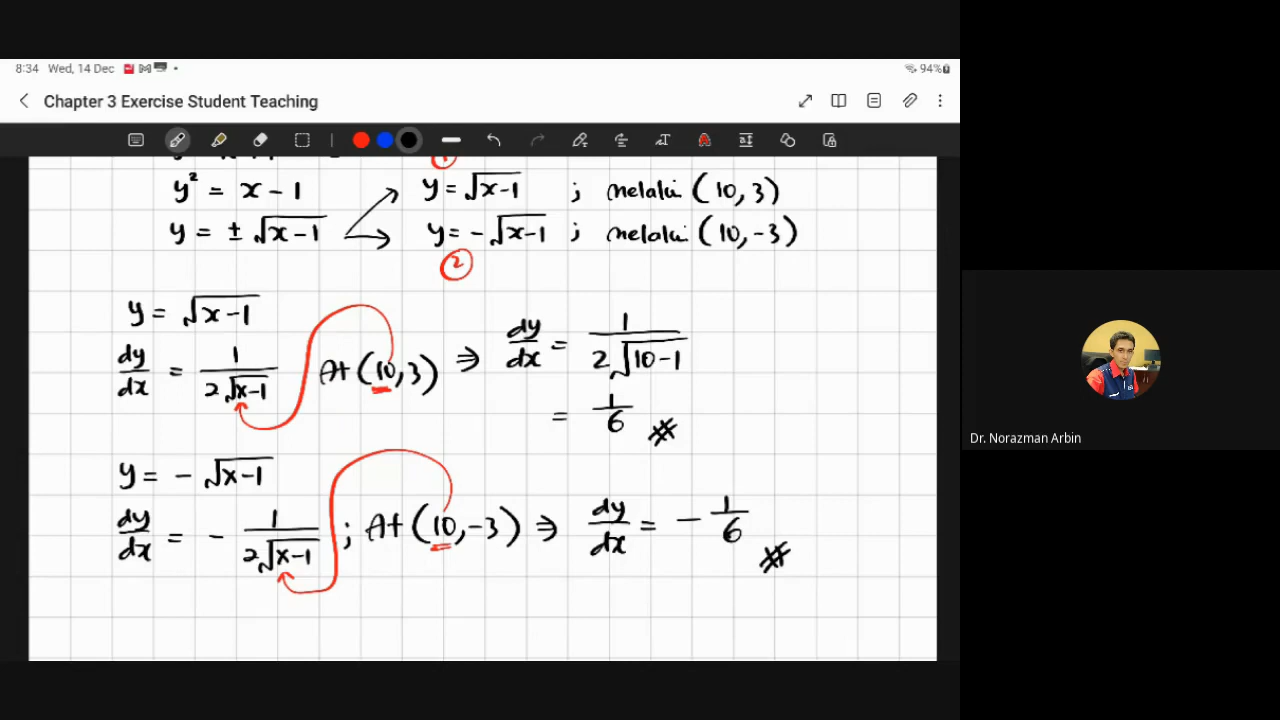 8:34 Wed, 14 Dec
94%
Chapter 3 Exercise Student Teaching
①
y² = x - 1
y = √(x-1) ; melalui (10, 3)
y = ± √(x-1)
y = - √(x-1) ; melalui (10, -3)
②
y = √(x-1)
dy/dx = 1/(2√(x-1)) At (10, 3) ⇒ dy/dx = 1/(2√(10-1))
= 1/6 #
y = - √(x-1)
dy/dx = - 1/(2√(x-1)) ; At (10, -3) ⇒ dy/dx = - 1/6 #
Dr. Norazman Arbin